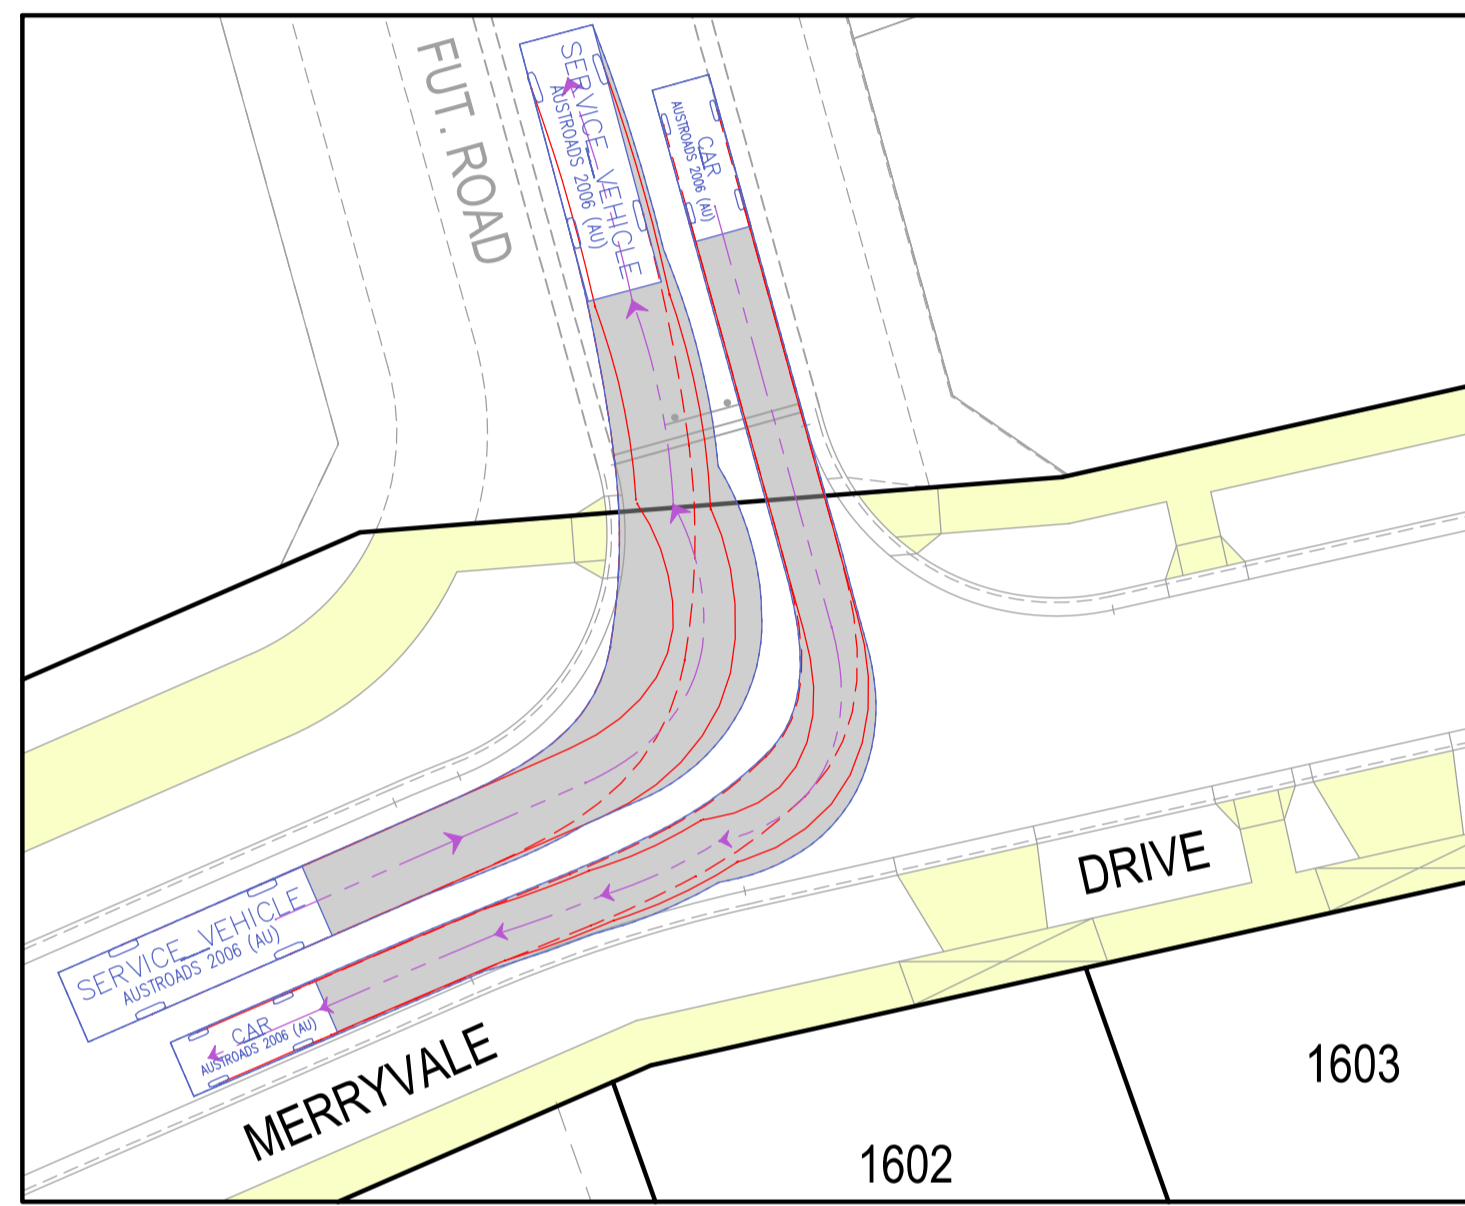 FUT. ROAD
SERVICE VEHICLE
AUSTROADS 2006 (AU)
CAR
AUSTROADS 2006 (AU)
DRIVE
SERVICE VEHICLE
AUSTROADS 2006 (AU)
CAR
AUSTROADS 2006 (AU)
MERRYVALE
1602
1603